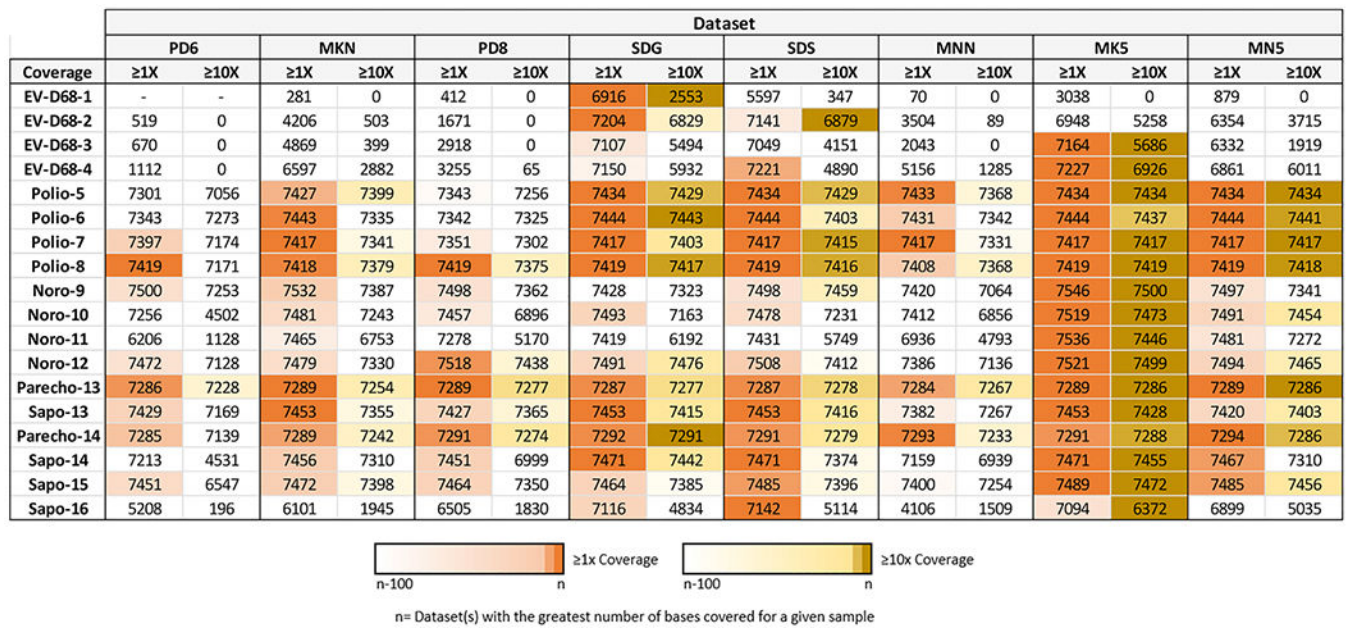 Dataset
PD6 MKN PD8 SDG SDS MNN MK5 MN5
Coverage ≥1X ≥10X ≥1X ≥10X ≥1X ≥10X ≥1X ≥10X ≥1X ≥10X ≥1X ≥10X ≥1X ≥10X ≥1X ≥10X
EV-D68-1 - - 281 0 412 0 6916 2553 5597 347 70 0 3038 0 879 0
EV-D68-2 519 0 4206 503 1671 0 7204 6829 7141 6879 3504 89 6948 5258 6354 3715
EV-D68-3 670 0 4869 399 2918 0 7107 5494 7049 4151 2043 0 7164 5686 6332 1919
EV-D68-4 1112 0 6597 2882 3255 65 7150 5932 7221 4890 5156 1285 7227 6926 6861 6011
Polio-5 7301 7056 7427 7399 7343 7256 7434 7429 7434 7429 7433 7368 7434 7434 7434 7434
Polio-6 7343 7273 7443 7335 7342 7325 7444 7443 7444 7403 7431 7342 7444 7437 7444 7441
Polio-7 7397 7174 7417 7341 7351 7302 7417 7403 7417 7415 7417 7331 7417 7417 7417 7417
Polio-8 7419 7171 7418 7379 7419 7375 7419 7417 7419 7416 7408 7368 7419 7419 7419 7418
Noro-9 7500 7253 7532 7387 7498 7362 7428 7323 7498 7459 7420 7064 7546 7500 7497 7341
Noro-10 7256 4502 7481 7243 7457 6896 7493 7163 7478 7231 7412 6856 7519 7473 7491 7454
Noro-11 6206 1128 7465 6753 7278 5170 7419 6192 7431 5749 6936 4793 7536 7446 7481 7272
Noro-12 7472 7128 7479 7330 7518 7438 7491 7476 7508 7412 7386 7136 7521 7499 7494 7465
Parecho-13 7286 7228 7289 7254 7289 7277 7287 7277 7287 7278 7284 7267 7289 7286 7289 7286
Sapo-13 7429 7169 7453 7355 7427 7365 7453 7415 7453 7416 7382 7267 7453 7428 7420 7403
Parecho-14 7285 7139 7289 7242 7291 7274 7292 7291 7291 7279 7293 7233 7291 7288 7294 7286
Sapo-14 7213 4531 7456 7310 7451 6999 7471 7442 7471 7374 7159 6939 7471 7455 7467 7310
Sapo-15 7451 6547 7472 7398 7464 7350 7464 7385 7485 7396 7400 7254 7489 7472 7485 7456
Sapo-16 5208 196 6101 1945 6505 1830 7116 4834 7142 5114 4106 1509 7094 6372 6899 5035
≥1x Coverage ≥10x Coverage
n-100 n n-100 n
n= Dataset(s) with the greatest number of bases covered for a given sample